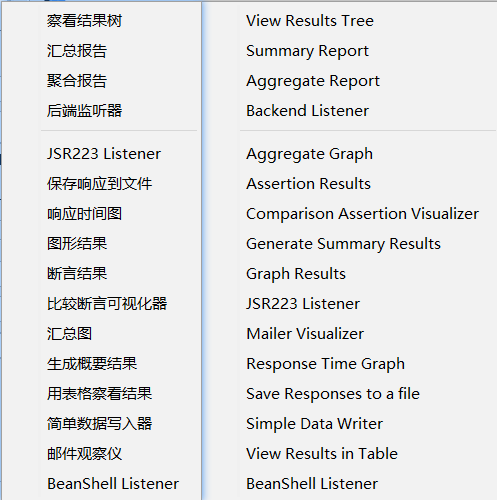 察看结果树
汇总报告
聚合报告
后端监听器
JSR223 Listener
保存响应到文件
响应时间图
图形结果
断言结果
比较断言可视化器
汇总图
生成概要结果
用表格察看结果
简单数据写入器
邮件观察仪
BeanShell Listener
View Results Tree
Summary Report
Aggregate Report
Backend Listener
Aggregate Graph
Assertion Results
Comparison Assertion Visualizer
Generate Summary Results
Graph Results
JSR223 Listener
Mailer Visualizer
Response Time Graph
Save Responses to a file
Simple Data Writer
View Results in Table
BeanShell Listener